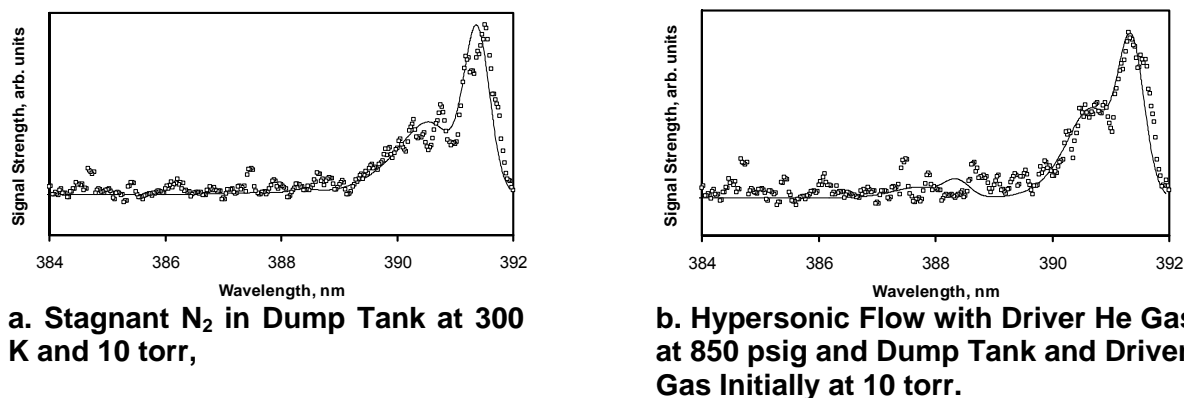 Signal Strength, arb. units
384 386 388 390 392
Wavelength, nm
a. Stagnant N₂ in Dump Tank at 300
K and 10 torr,
Signal Strength, arb. units
384 386 388 390 392
Wavelength, nm
b. Hypersonic Flow with Driver He Gas
at 850 psig and Dump Tank and Driver
Gas Initially at 10 torr.